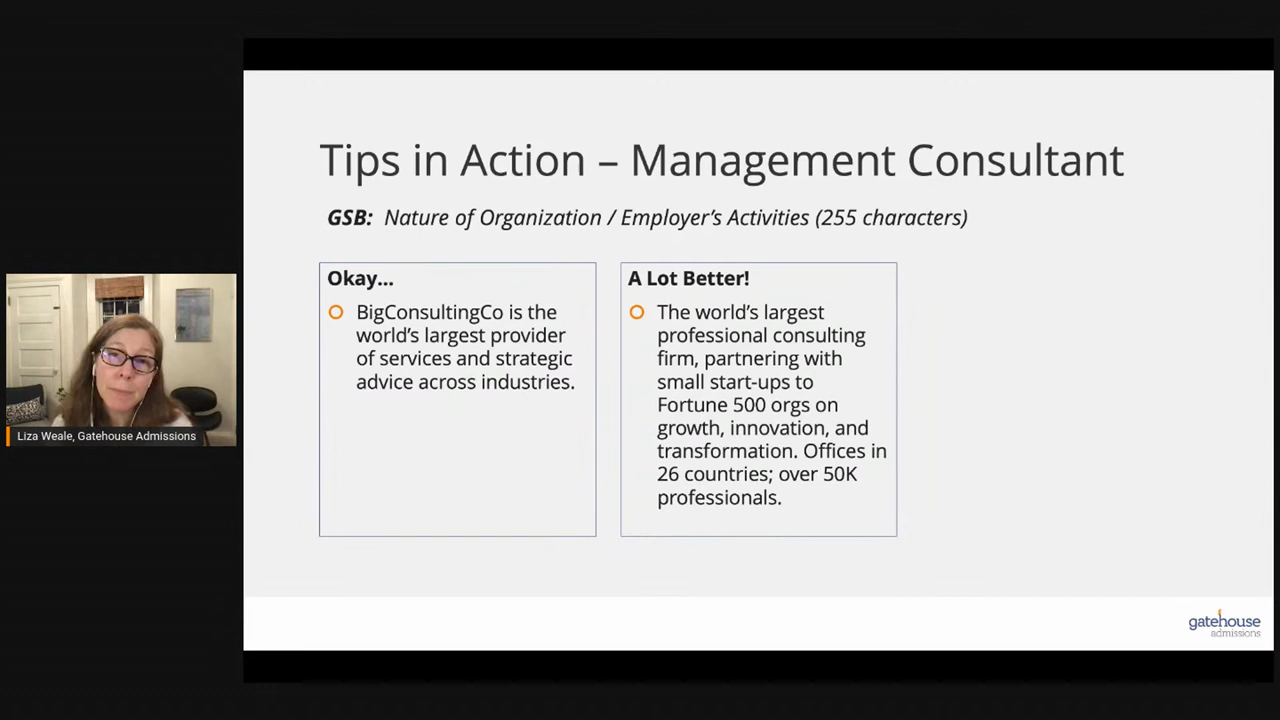 Tips in Action – Management Consultant
GSB: Nature of Organization / Employer's Activities (255 characters)
Okay...
BigConsultingCo is the
world's largest provider
of services and strategic
advice across industries.
A Lot Better!
The world's largest
professional consulting
firm, partnering with
small start-ups to
Fortune 500 orgs on
growth, innovation, and
transformation. Offices in
26 countries; over 50K
professionals.
Liza Weale, Gatehouse Admissions
gatehouse
admissions